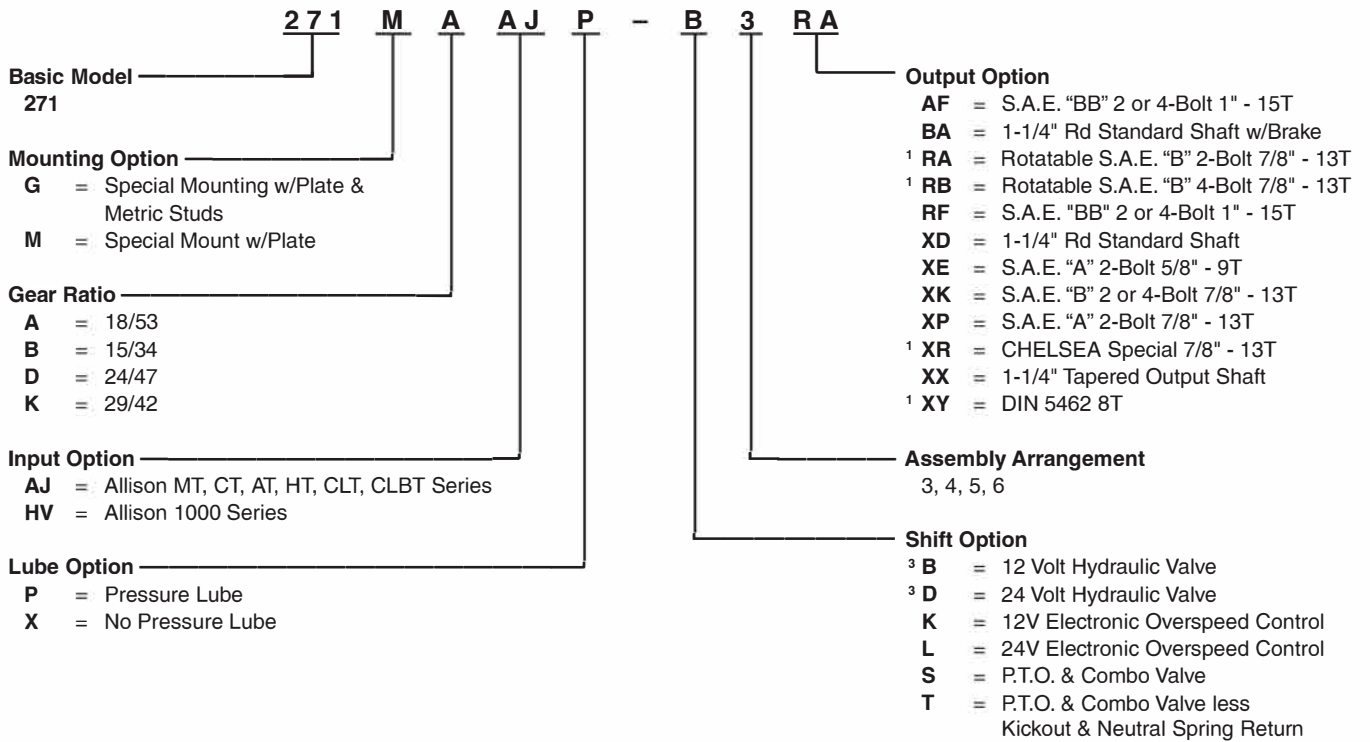 271 M A AJ P – B 3 RA
Basic Model
271
Mounting Option
G = Special Mounting w/Plate &
Metric Studs
M = Special Mount w/Plate
Gear Ratio
A = 18/53
B = 15/34
D = 24/47
K = 29/42
Input Option
AJ = Allison MT, CT, AT, HT, CLT, CLBT Series
HV = Allison 1000 Series
Lube Option
P = Pressure Lube
X = No Pressure Lube
Output Option
AF = S.A.E. “BB” 2 or 4-Bolt 1" - 15T
BA = 1-1/4" Rd Standard Shaft w/Brake
¹ RA = Rotatable S.A.E. “B” 2-Bolt 7/8" - 13T
¹ RB = Rotatable S.A.E. “B” 4-Bolt 7/8" - 13T
RF = S.A.E. "BB" 2 or 4-Bolt 1" - 15T
XD = 1-1/4" Rd Standard Shaft
XE = S.A.E. “A” 2-Bolt 5/8" - 9T
XK = S.A.E. “B” 2 or 4-Bolt 7/8" - 13T
XP = S.A.E. “A” 2-Bolt 7/8" - 13T
¹ XR = CHELSEA Special 7/8" - 13T
XX = 1-1/4" Tapered Output Shaft
¹ XY = DIN 5462 8T
Assembly Arrangement
3, 4, 5, 6
Shift Option
³ B = 12 Volt Hydraulic Valve
³ D = 24 Volt Hydraulic Valve
K = 12V Electronic Overspeed Control
L = 24V Electronic Overspeed Control
S = P.T.O. & Combo Valve
T = P.T.O. & Combo Valve less
Kickout & Neutral Spring Return